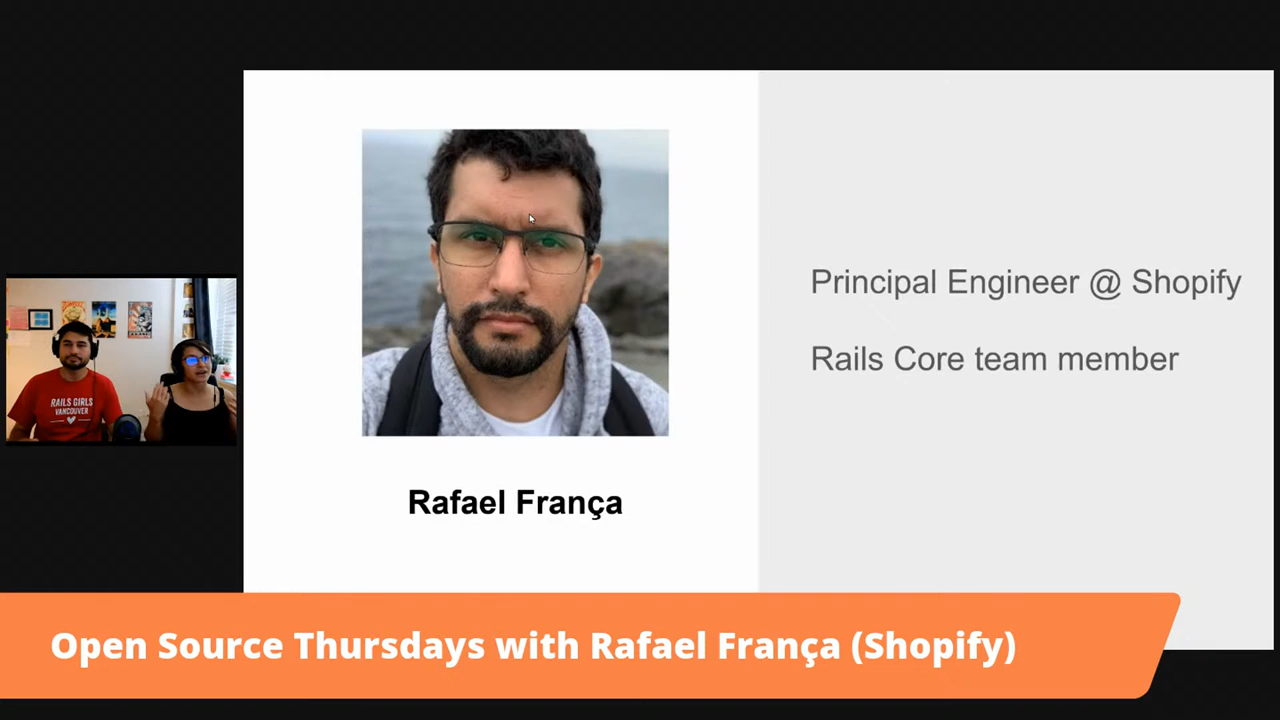 Principal Engineer @ Shopify
Rails Core team member
RAILS GIRLS
VANCOUVER
Rafael França
Open Source Thursdays with Rafael França (Shopify)